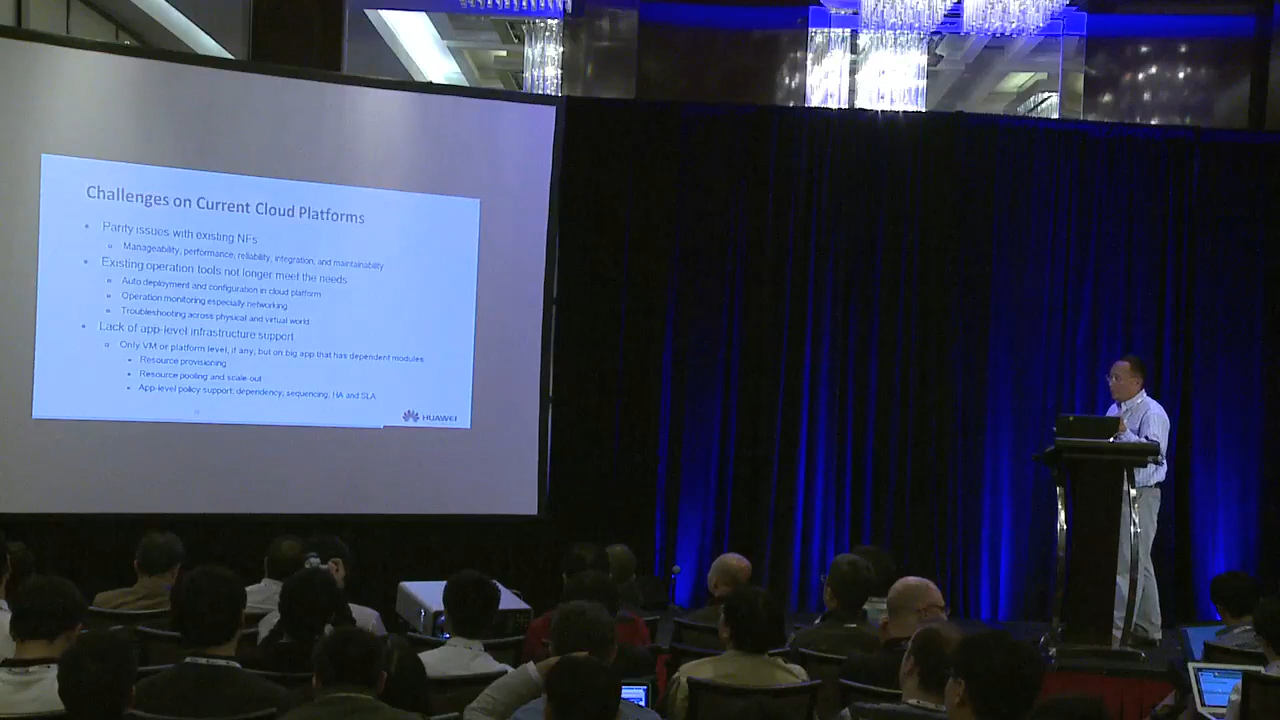 Challenges on Current Cloud Platforms
Parity issues with existing NFs
Manageability, performance, reliability, integration, and maintainability
Existing operation tools not longer meet the needs
Auto deployment and configuration in cloud platform
Operation monitoring especially networking
Troubleshooting across physical and virtual world
Lack of app-level infrastructure support
Only VM or platform level, if any; but on big app that has dependent modules
Resource provisioning
Resource pooling and scale-out
App-level policy support: dependency, sequencing, HA and SLA
HUAWEI